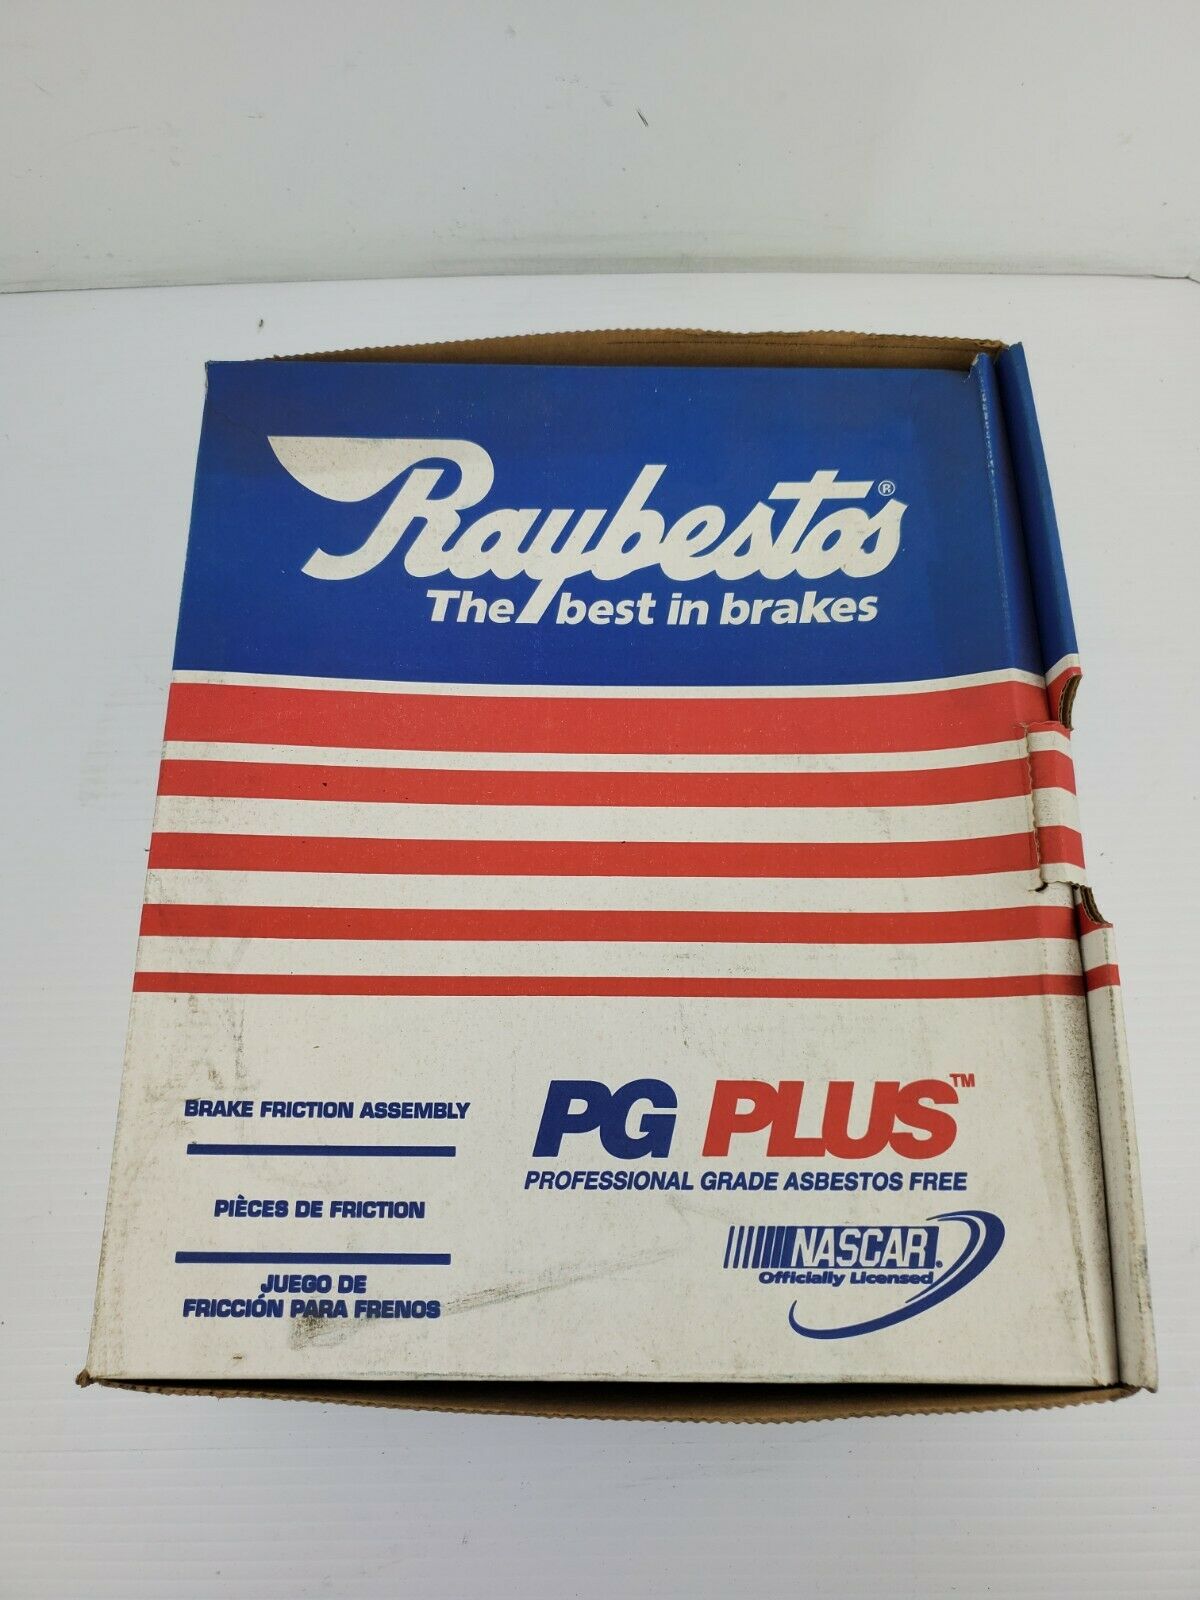 Raybestos®
The best in brakes
BRAKE FRICTION ASSEMBLY
PIÈCES DE FRICTION
JUEGO DE
FRICCIÓN PARA FRENOS
PG PLUS™
PROFESSIONAL GRADE ASBESTOS FREE
NASCAR.
Officially Licensed